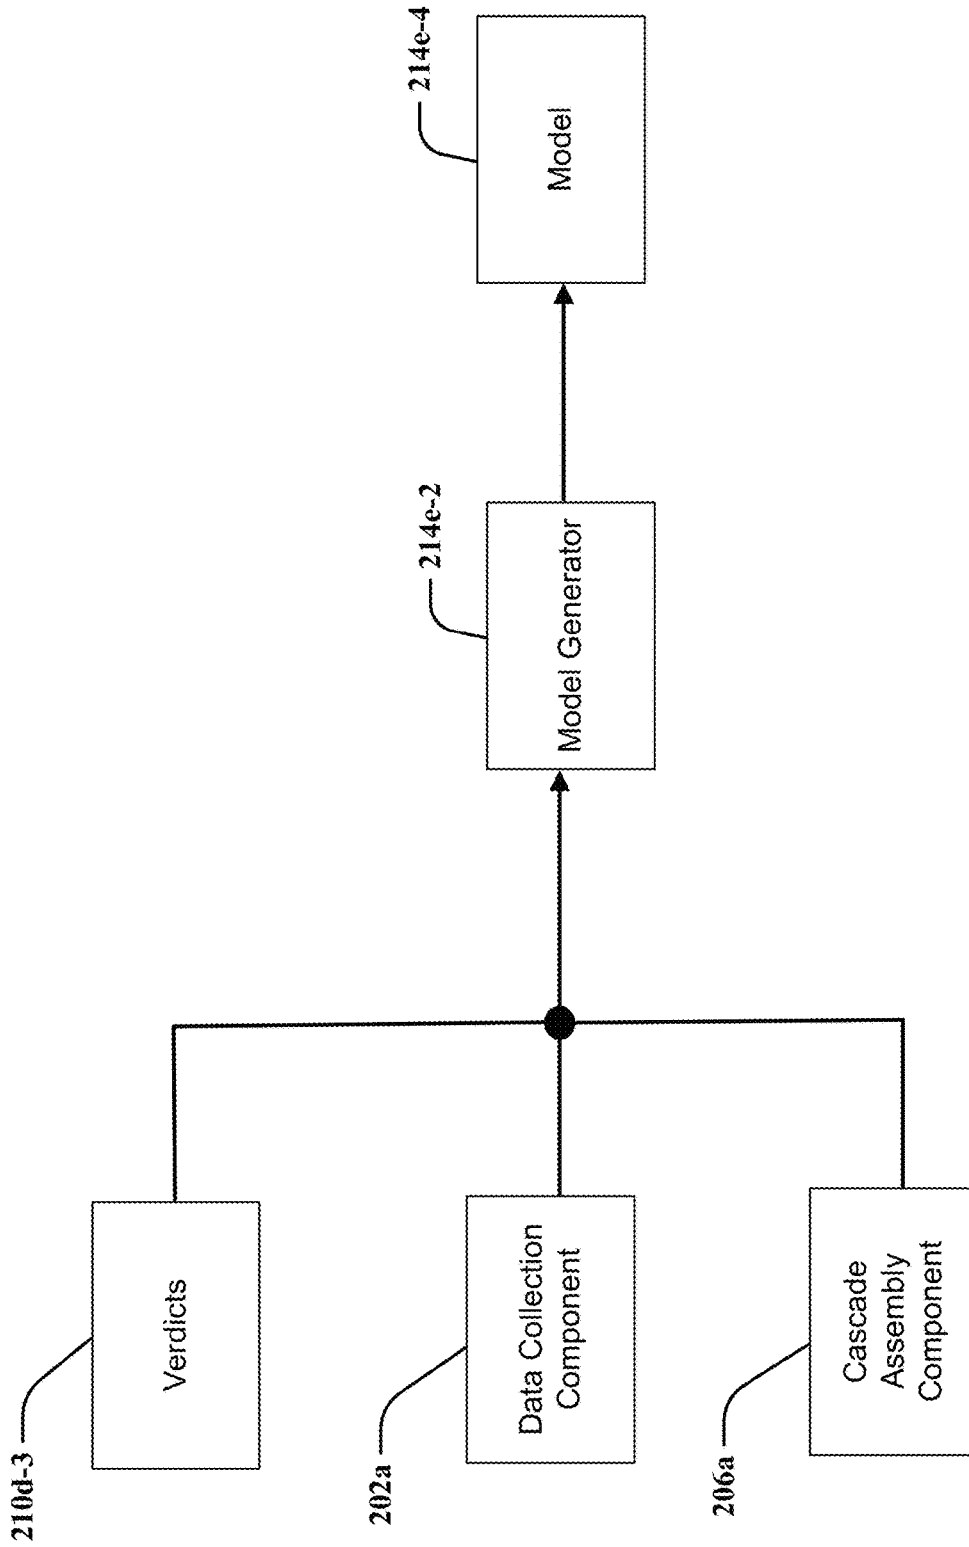 210d-3
Verdicts
202a
Data Collection
Component
206a
Cascade
Assembly
Component
214e-2
Model Generator
214e-4
Model